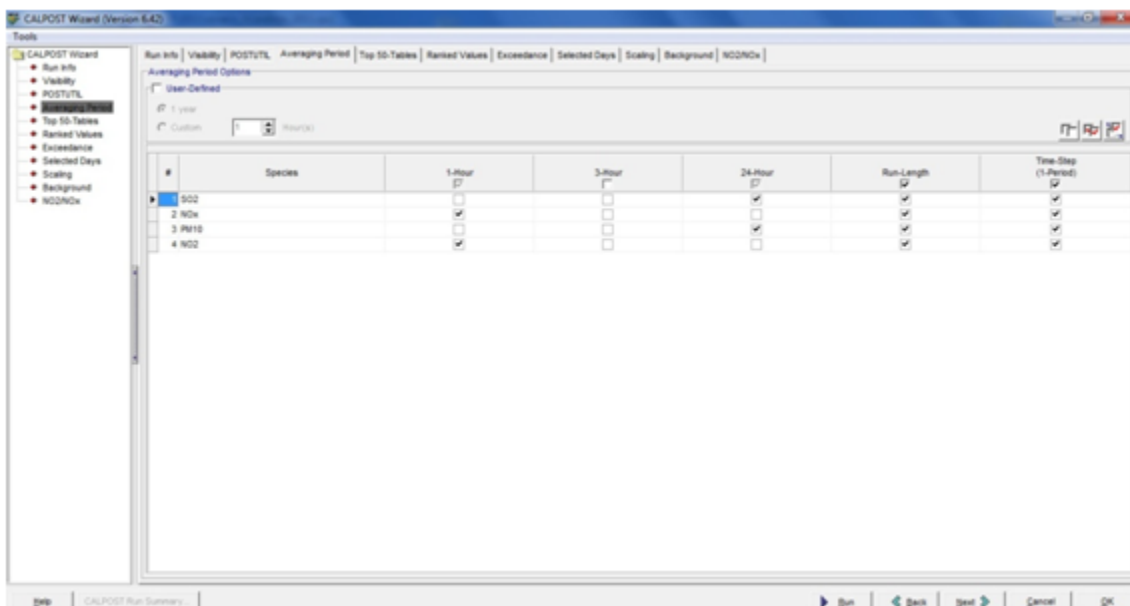 CALPOST Wizard (Version 6.42)
Tools
CALPOST Wizard
Run Info
Visibility
POSTUTIL
Averaging Period
Top 50-Tables
Ranked Values
Exceedance
Selected Days
Scaling
Background
NO2/NOx
Run Info Visibility POSTUTIL Averaging Period Top 50-Tables Ranked Values Exceedance Selected Days Scaling Background NO2/NOx
Averaging Period Options
User-Defined
1 year
Custom 1 Hour(s)
# Species 1-Hour 3-Hour 24-Hour Run-Length Time-Step (1-Period)
1 SO2
2 NOx
3 PM10
4 NO2
Help CALPOST Run Summary... Run Back Next Cancel OK